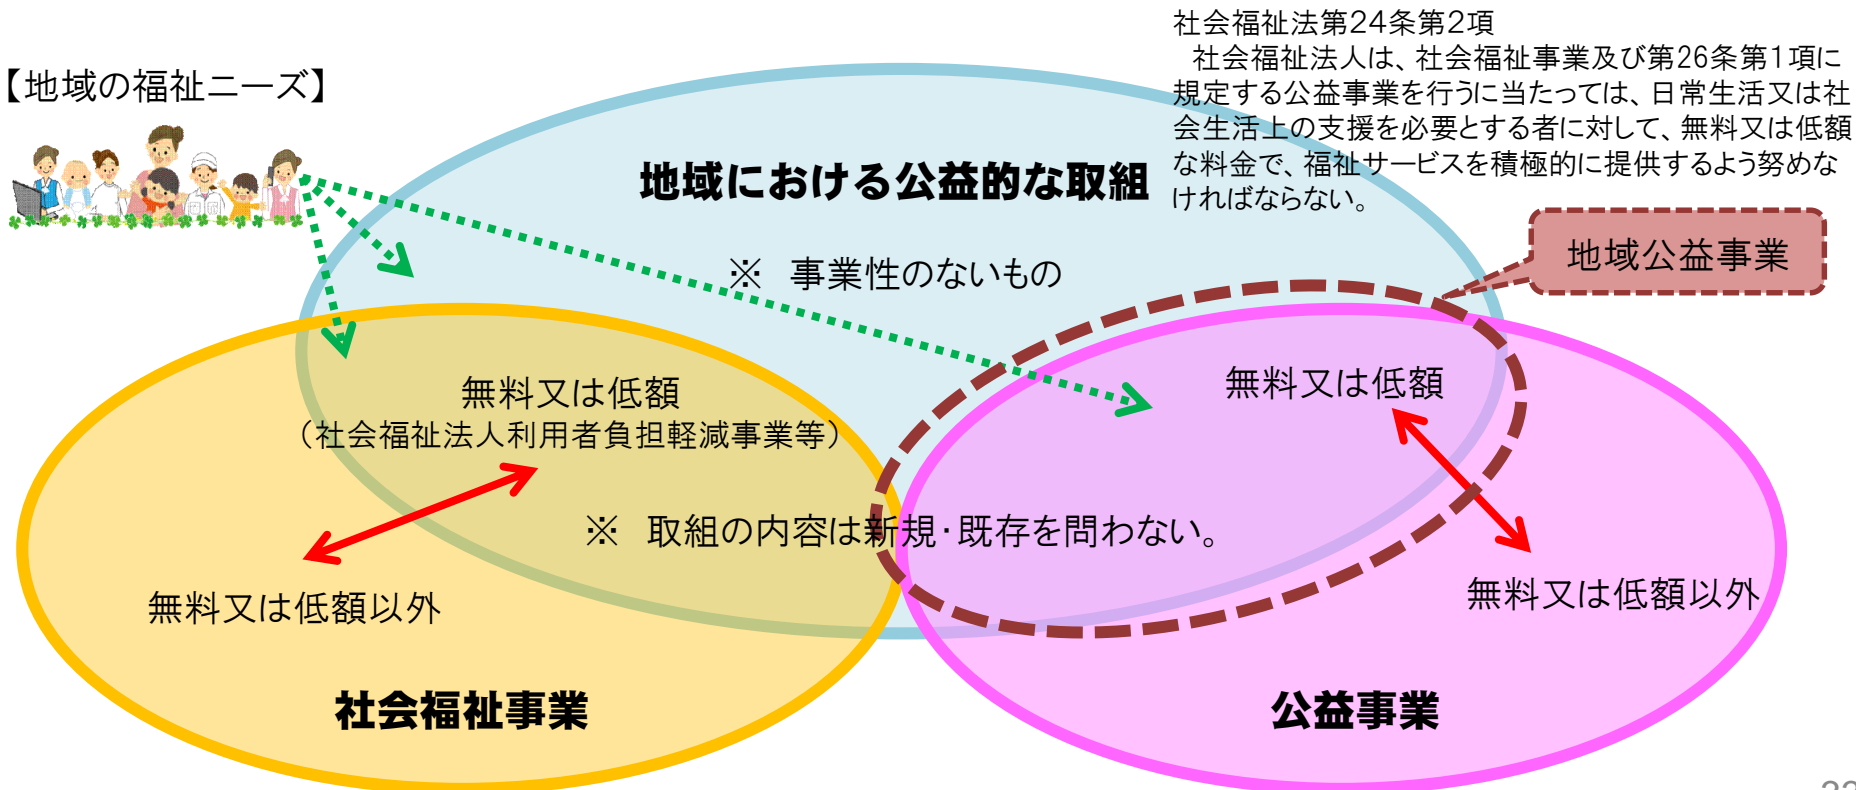 社会福祉法第24条第2項
社会福祉法人は、社会福祉事業及び第26条第1項に
規定する公益事業を行うに当たっては、日常生活又は社
会生活上の支援を必要とする者に対して、無料又は低額
な料金で、福祉サービスを積極的に提供するよう努めな
ければならない。
【地域の福祉ニーズ】
地域における公益的な取組
地域公益事業
※ 事業性のないもの
無料又は低額
(社会福祉法人利用者負担軽減事業等)
無料又は低額
※ 取組の内容は新規・既存を問わない。
無料又は低額以外
無料又は低額以外
社会福祉事業
公益事業